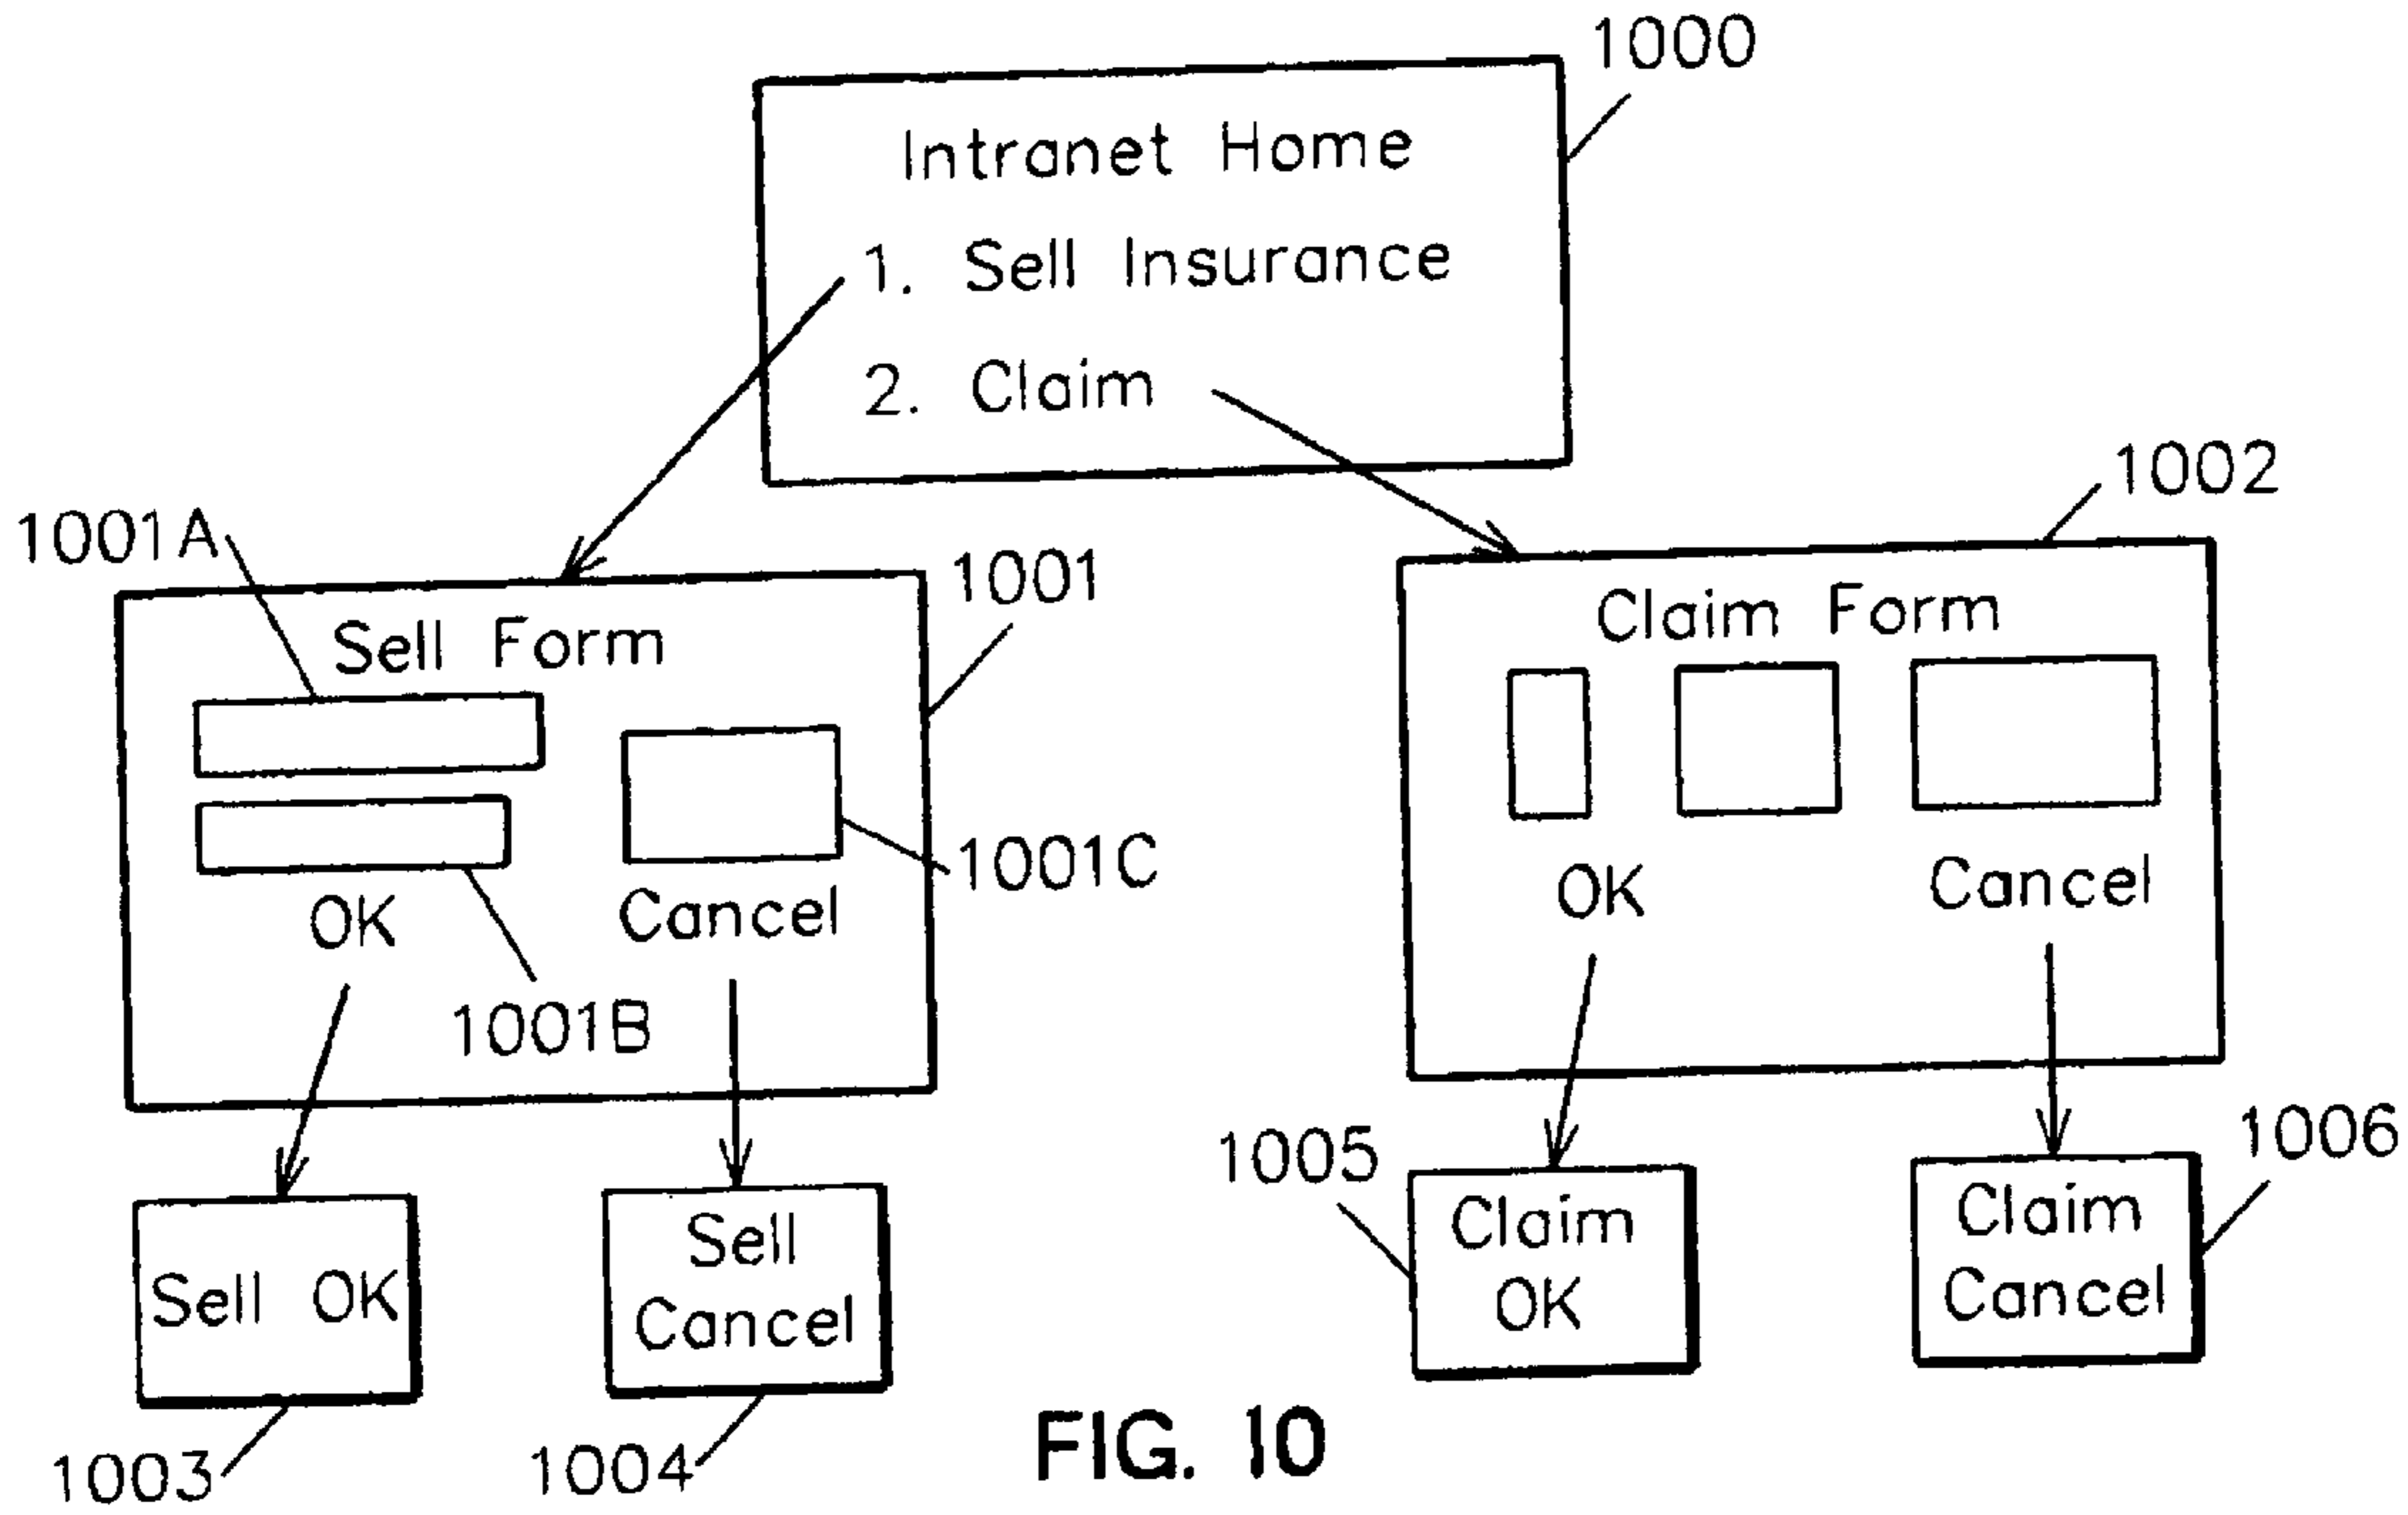 1000
Intranet Home
1. Sell Insurance
2. Claim
1002
1001A
1001
Sell Form
Claim Form
1001C
OK
Cancel
OK
Cancel
1001B
1005
1006
Sell OK
Sell
Cancel
Claim
OK
Claim
Cancel
1003
1004
FIG. 10